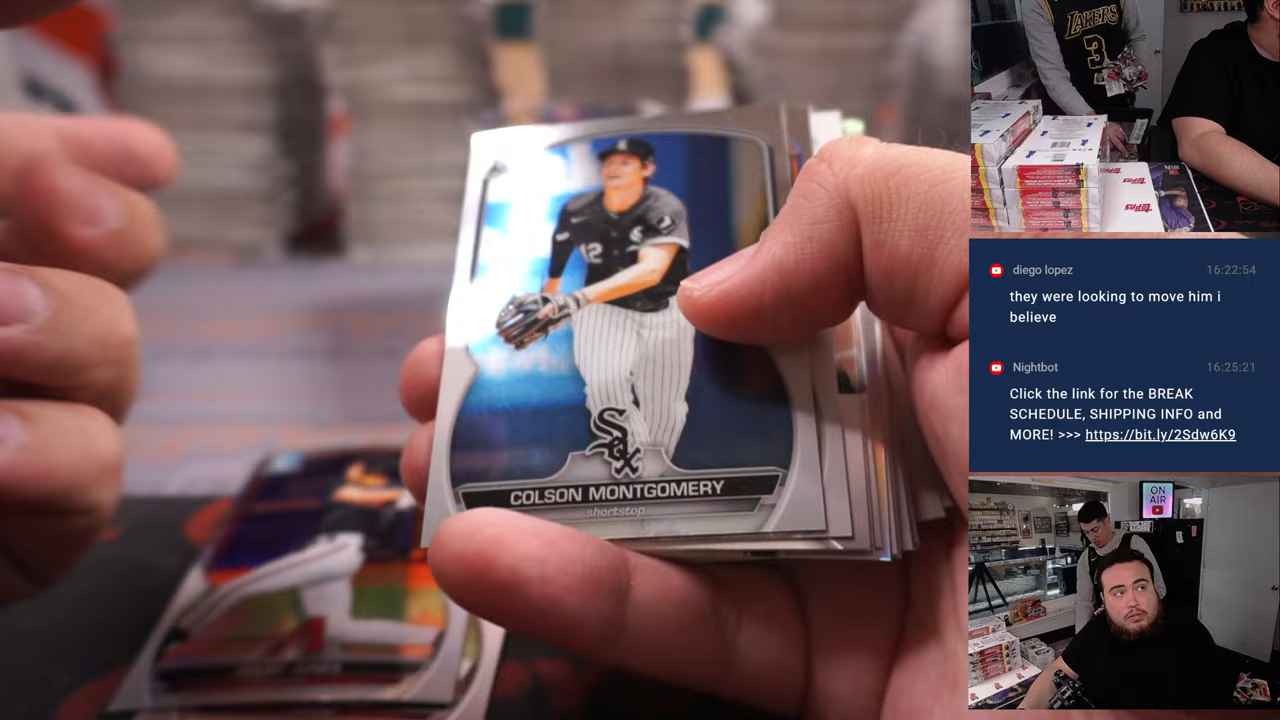 12
Sox
COLSON MONTGOMERY
shortstop
LAKERS
3
topps
topps
diego lopez 16:22:54
they were looking to move him i
believe
Nightbot 16:25:21
Click the link for the BREAK
SCHEDULE, SHIPPING INFO and
MORE! >>> https://bit.ly/2Sdw6K9
ON
AIR